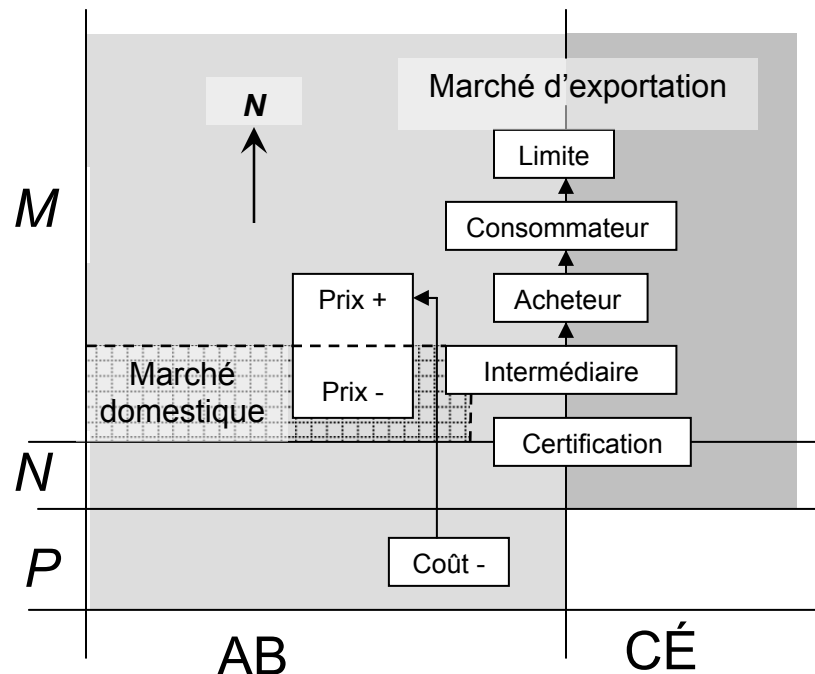 Marché d'exportation
N
Limite
M
Consommateur
Prix +
Acheteur
Marché
domestique
Prix -
Intermédiaire
Certification
N
P
Coût -
AB
CÉ